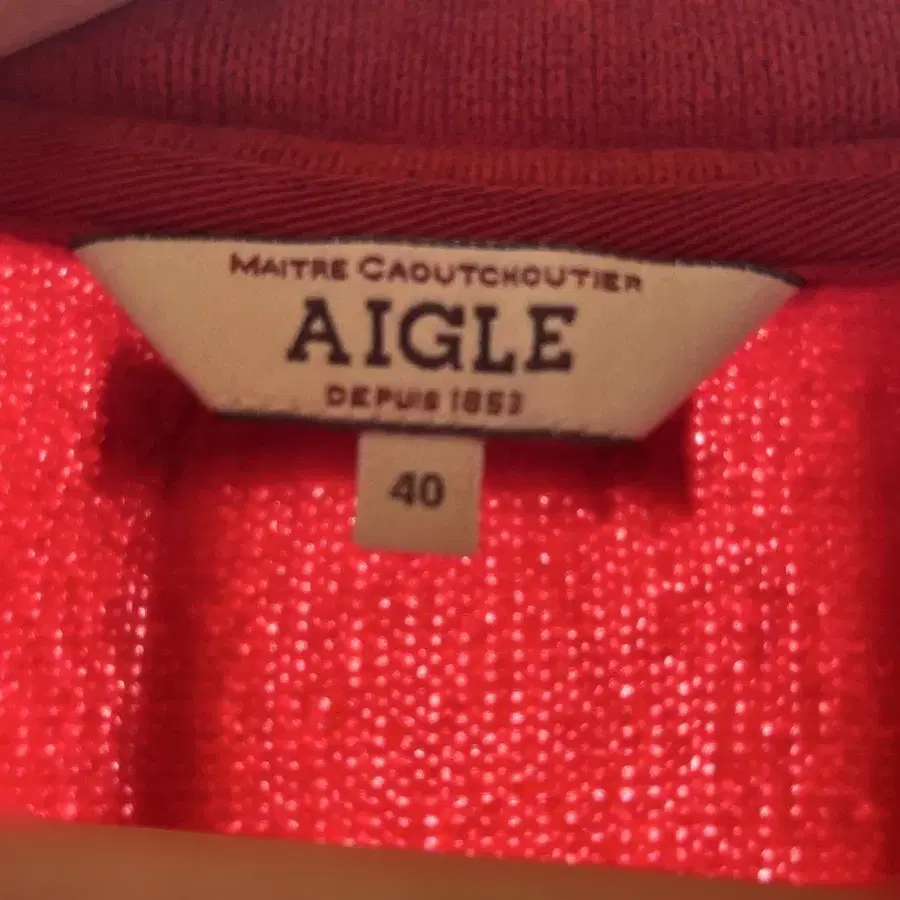 MAITRE CAOUTCHOUTIER
AIGLE
DEPUIS 1853
40